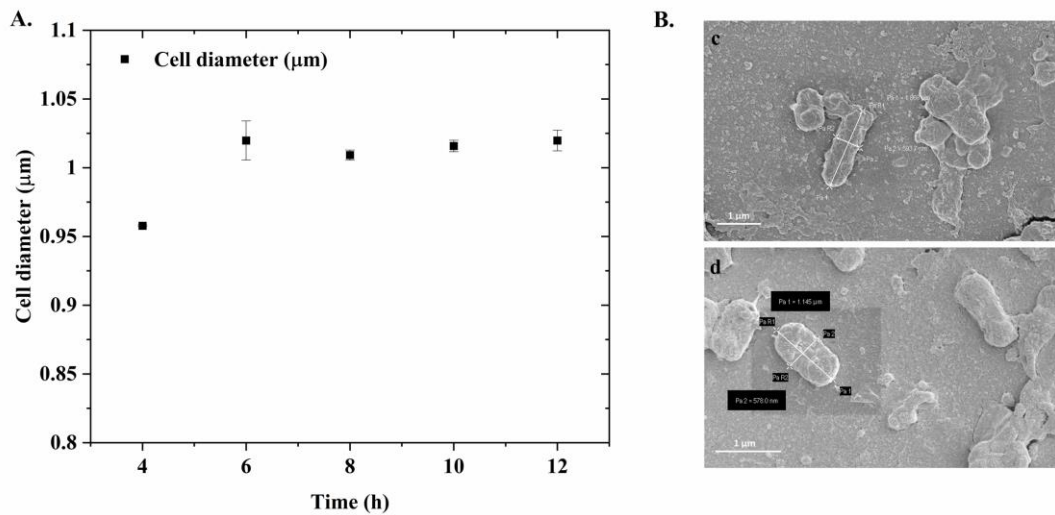 A.
1.1
1.05
1
0.95
0.9
0.85
0.8
Cell diameter (μm)
Cell diameter (μm)
4
6
8
10
12
Time (h)
B.
c
1 μm
d
Pa 1 = 1.145 μm
Pa R1
Pa 2
Pa R2
Pa 1
Pa 2 = 578.0 nm
1 μm